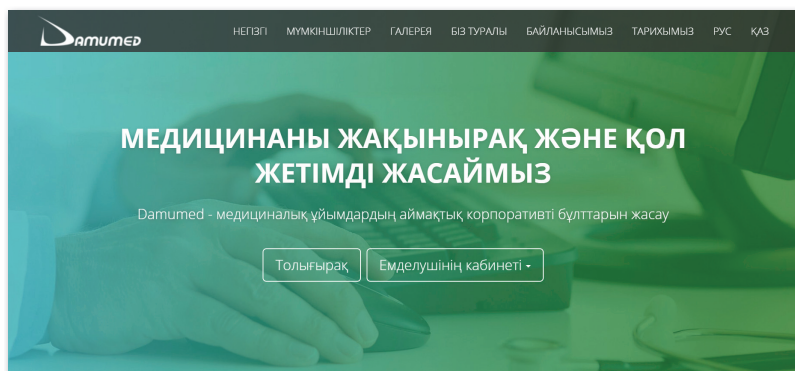 DAMUMED
НЕГІЗГІ МҮМКІНШІЛІКТЕР ГАЛЕРЕЯ БІЗ ТУРАЛЫ БАЙЛАНЫСЫМЫЗ ТАРИХЫМЫЗ РУС ҚАЗ
МЕДИЦИНАНЫ ЖАҚЫНЫРАҚ ЖӘНЕ ҚОЛ
ЖЕТІМДІ ЖАСАЙМЫЗ
Damumed - медициналық ұйымдардың аймақтық корпоративті бұлттарын жасау
Толығырақ Емделушінің кабинеті